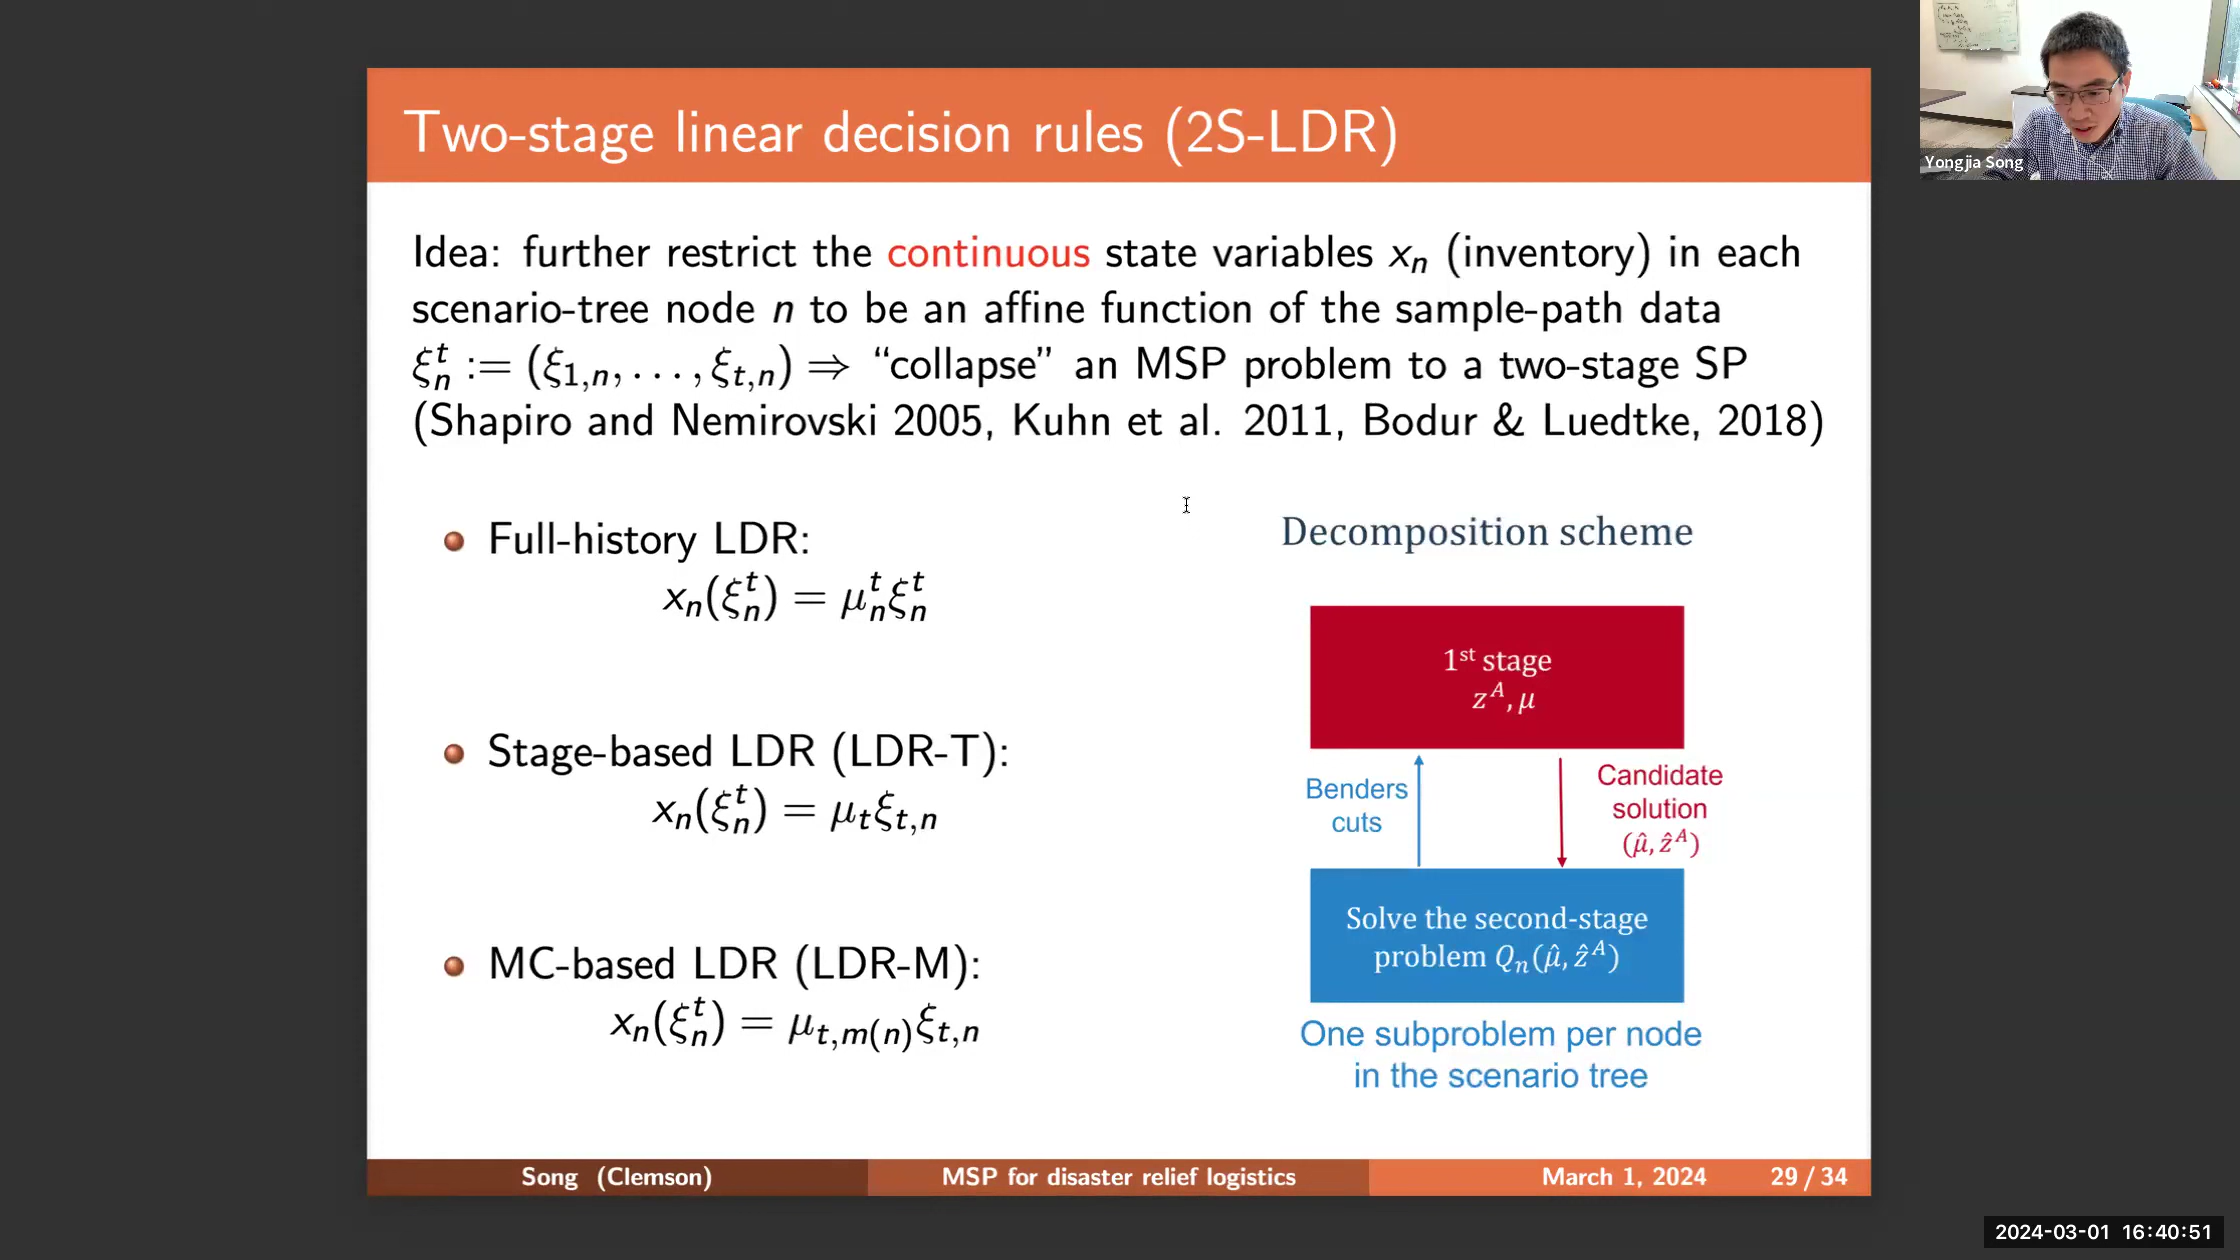 Two-stage linear decision rules (2S-LDR)
Yongjia Song
Idea: further restrict the continuous state variables xₙ (inventory) in each
scenario-tree node n to be an affine function of the sample-path data
ξₙᵗ := (ξ₁,ₙ, . . . , ξₜ,ₙ) ⇒ “collapse” an MSP problem to a two-stage SP
(Shapiro and Nemirovski 2005, Kuhn et al. 2011, Bodur & Luedtke, 2018)
Full-history LDR:
xₙ(ξₙᵗ) = μₙᵗξₙᵗ
Stage-based LDR (LDR-T):
xₙ(ξₙᵗ) = μₜξₜ,ₙ
MC-based LDR (LDR-M):
xₙ(ξₙᵗ) = μₜ,ₘ₍ₙ₎ξₜ,ₙ
Decomposition scheme
1ˢᵗ stage
zᴬ, μ
Benders
cuts
Candidate
solution
(μ̂, ẑᴬ)
Solve the second-stage
problem Qₙ(μ̂, ẑᴬ)
One subproblem per node
in the scenario tree
Song (Clemson)
MSP for disaster relief logistics
March 1, 2024
29 / 34
2024-03-01 16:40:51